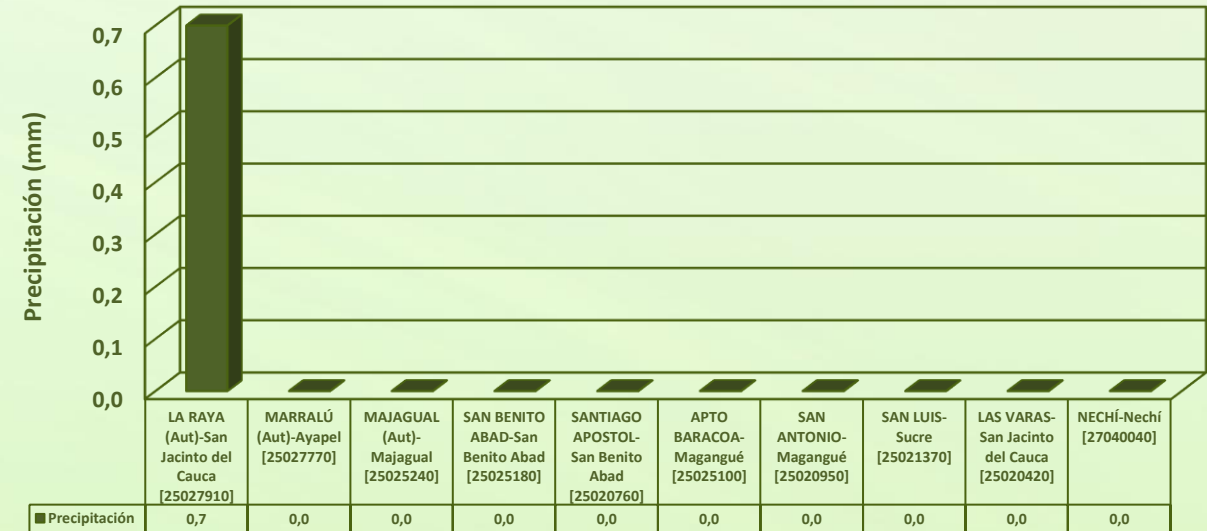 Precipitación (mm)
0,7
0,6
0,5
0,4
0,3
0,2
0,1
0,0
LA RAYA
(Aut)-San
Jacinto del
Cauca
[25027910]
MARRALÚ
(Aut)-Ayapel
[25027770]
MAJAGUAL
(Aut)-
Majagual
[25025240]
SAN BENITO
ABAD-San
Benito Abad
[25025180]
SANTIAGO
APOSTOL-
San Benito
Abad
[25020760]
APTO
BARACOA-
Magangué
[25025100]
SAN
ANTONIO-
Magangué
[25020950]
SAN LUIS-
Sucre
[25021370]
LAS VARAS-
San Jacinto
del Cauca
[25020420]
NECHÍ-Nechí
[27040040]
Precipitación 0,7 0,0 0,0 0,0 0,0 0,0 0,0 0,0 0,0 0,0